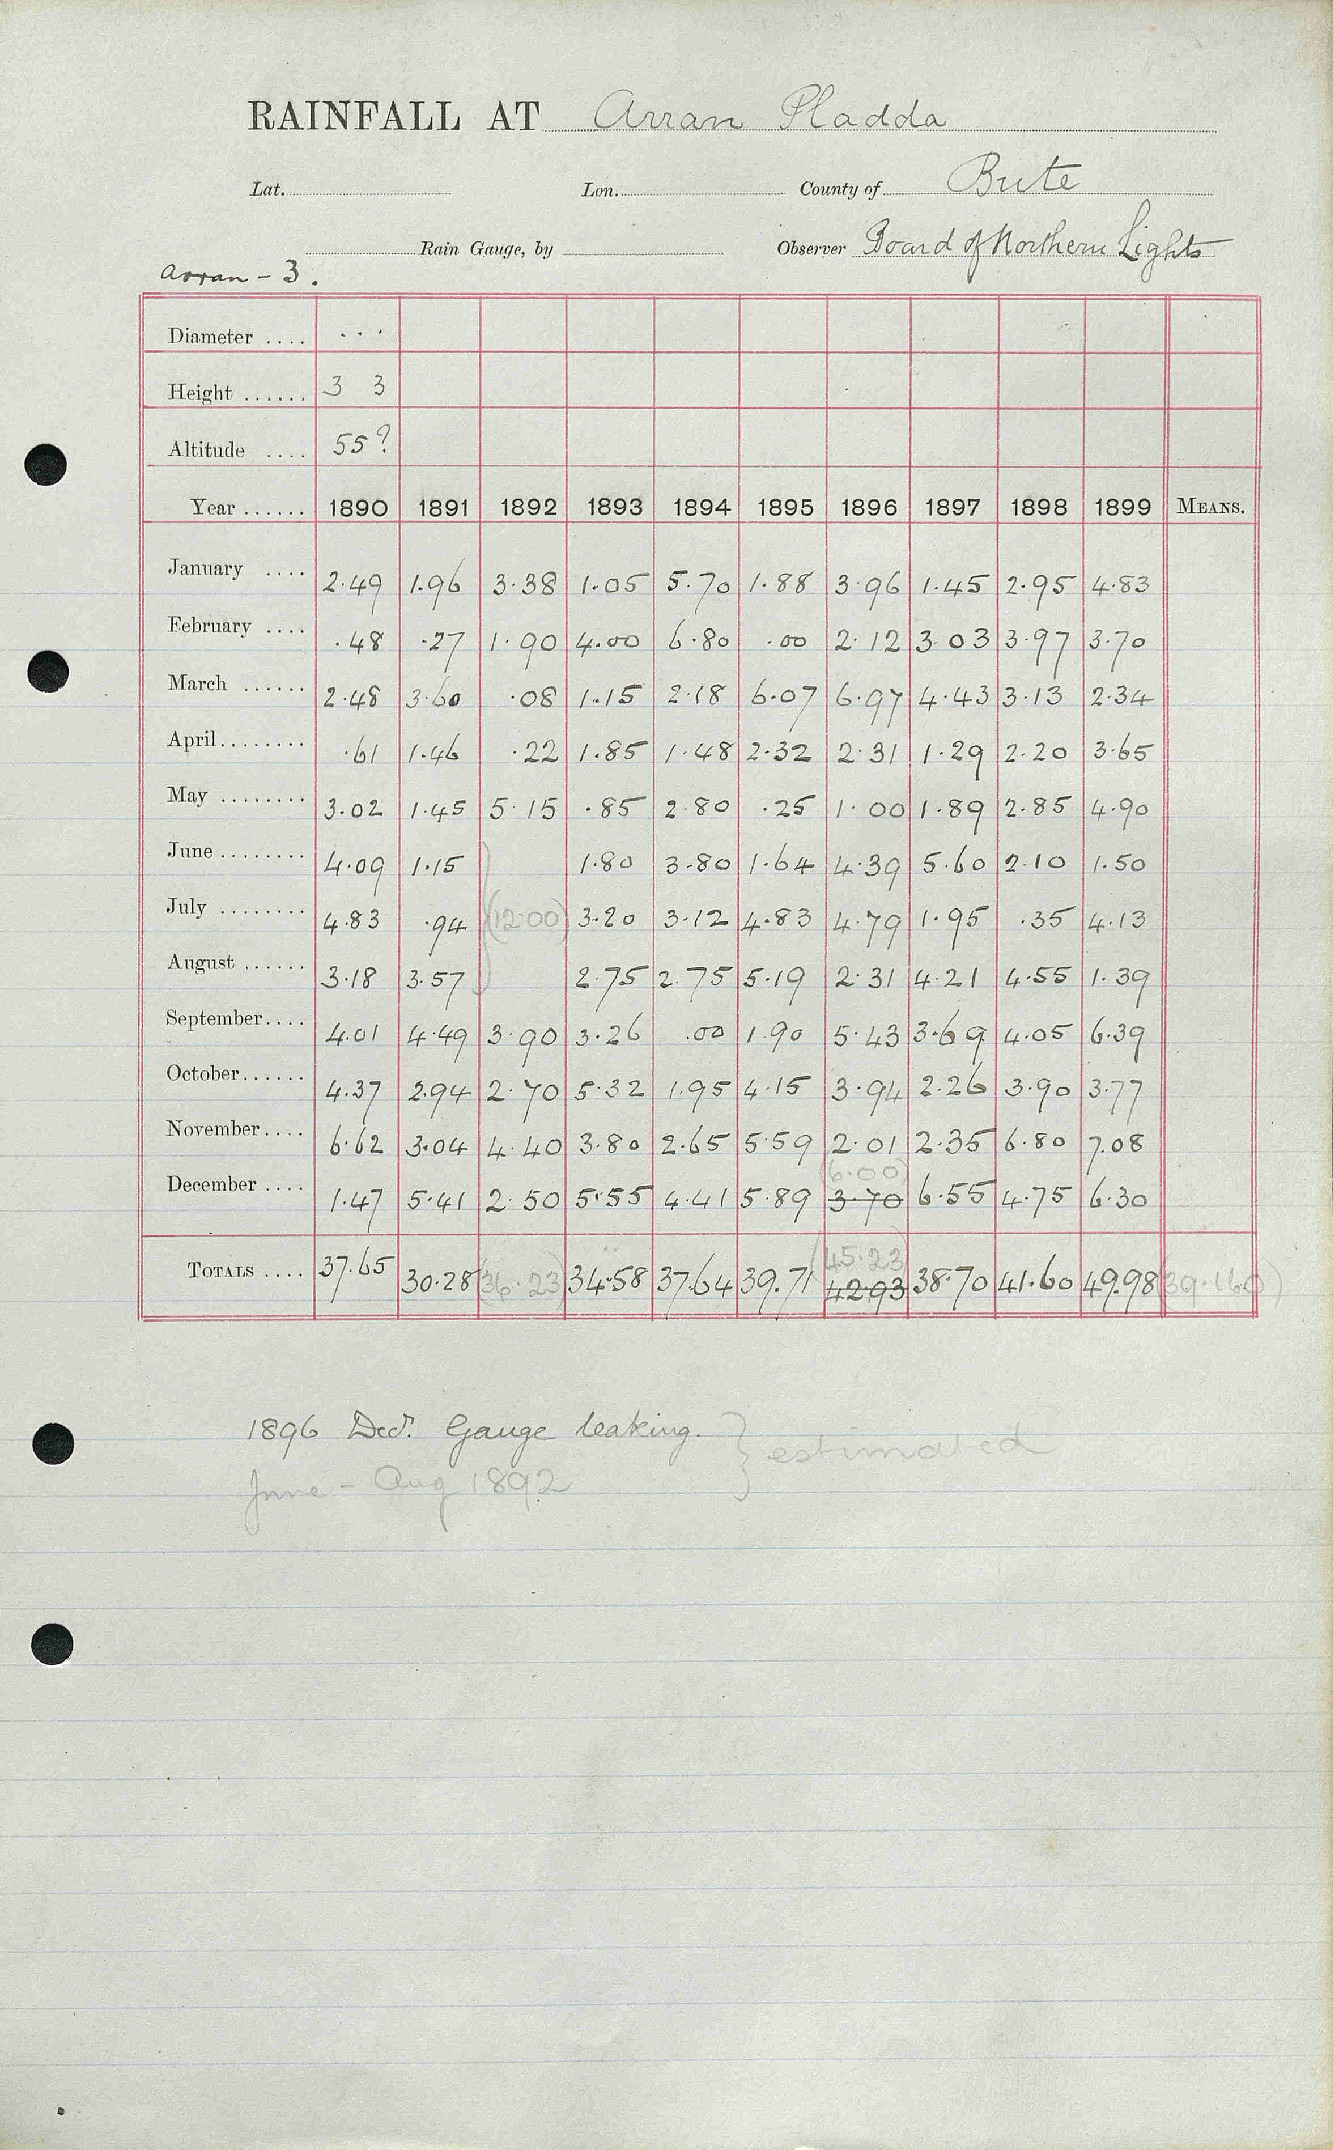 RAINFALL AT Arran Pladda
Lat. Lon. County of Bute
Rain Gauge, by Observer Board of Northern Lights
Arran - 3.
Diameter .... ...
Height ...... 3 3
Altitude .... 55?
Year ...... 1890 1891 1892 1893 1894 1895 1896 1897 1898 1899 MEANS.
January .... 2.49 1.96 3.38 1.05 5.70 1.88 3.96 1.45 2.95 4.83
February .... .48 .27 1.90 4.00 6.80 .00 2.12 3.03 3.97 3.70
March ...... 2.48 3.60 .08 1.15 2.18 6.07 6.97 4.43 3.13 2.34
April........ .61 1.46 .22 1.85 1.48 2.32 2.31 1.29 2.20 3.65
May ........ 3.02 1.45 5.15 .85 2.80 .25 1.00 1.89 2.85 4.90
June ........ 4.09 1.15 1.80 3.80 1.64 4.39 5.60 2.10 1.50
July ........ 4.83 .94 (12.00) 3.20 3.12 4.83 4.79 1.95 .35 4.13
August ...... 3.18 3.57 2.75 2.75 5.19 2.31 4.21 4.55 1.39
September.... 4.01 4.49 3.90 3.26 .00 1.90 5.43 3.69 4.05 6.39
October...... 4.37 2.94 2.70 5.32 1.95 4.15 3.94 2.26 3.90 3.77
November.... 6.62 3.04 4.40 3.80 2.65 5.59 2.01 2.35 6.80 7.08
(6.00)
December .... 1.47 5.41 2.50 5.55 4.41 5.89 3.70 6.55 4.75 6.30
45.23
TOTALS .... 37.65 30.28 (36.23) 34.58 37.64 39.71 42.93 38.70 41.60 49.98 (39.160)
1896 Decr. Gauge leaking. } estimated
June - Aug 1892